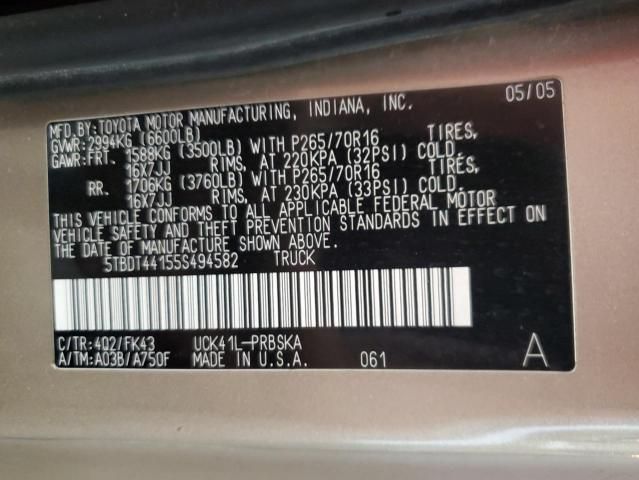 MFD.BY:TOYOTA MOTOR MANUFACTURING, INDIANA, INC. 05/05
GVWR:2994KG (6600LB)
GAWR:FRT. 1588KG (3500LB) WITH P265/70R16 TIRES,
16X7JJ RIMS, AT 220KPA (32PSI) COLD.
RR. 1706KG (3760LB) WITH P265/70R16 TIRES,
16X7JJ RIMS, AT 230KPA (33PSI) COLD.
THIS VEHICLE CONFORMS TO ALL APPLICABLE FEDERAL MOTOR
VEHICLE SAFETY AND THEFT PREVENTION STANDARDS IN EFFECT ON
THE DATE OF MANUFACTURE SHOWN ABOVE.
5TBDT44155S494582 TRUCK
C/TR:4Q2/FK43 UCK41L-PRBSKA
A/TM:A03B/A750F MADE IN U.S.A. 061 A